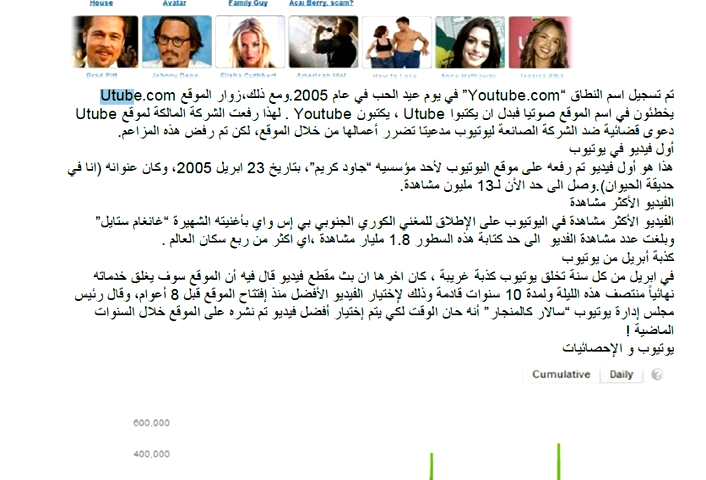 House Avatar Family Guy Acai Berry, scam?
Brad Pitt Johnny Depp Elisha Cuthbert American Idol How to Lose Anne Hathaway Jessica Alba
تم تسجيل اسم النطاق “Youtube.com” في يوم عيد الحب في عام 2005.ومع ذلك،زوار الموقع Utube.com
يخطئون في اسم الموقع صوتيا فبدل ان يكتبوا Utube ، يكتبون Youtube . لهذا رفعت الشركة المالكة لموقع Utube
دعوى قضائية ضد الشركة الصانعة ليوتيوب مدعيتا تضرر أعمالها من خلال الموقع، لكن تم رفض هذه المزاعم.
أول فيديو في يوتيوب
هذا هو أول فيديو تم رفعه على موقع اليوتيوب لأحد مؤسسيه “جاود كريم”، بتاريخ 23 ابريل 2005، وكان عنوانه (انا في
حديقة الحيوان).وصل الى حد الأن لـ13 مليون مشاهدة.
الفيديو الأكثر مشاهدة
الفيديو الأكثر مشاهدة في اليوتيوب على الإطلاق للمغني الكوري الجنوبي بي إس واي بأغنيته الشهيرة “غانغام ستايل”
وبلغت عدد مشاهدة الفديو الى حد كتابة هذه السطور 1.8 مليار مشاهدة ،اي اكثر من ربع سكان العالم .
كذبة أبريل من يوتيوب
في ابريل من كل سنة تخلق يوتيوب كذبة غريبة ، كان اخرها ان بث مقطع فيديو قال فيه أن الموقع سوف يغلق خدماته
نهائياً منتصف هذه الليلة ولمدة 10 سنوات قادمة وذلك لإختيار الفيديو الأفضل منذ إفتتاح الموقع قبل 8 أعوام، وقال رئيس
مجلس إدارة يوتيوب “سالار كالمنجار” أنه حان الوقت لكي يتم إختيار أفضل فيديو تم نشره على الموقع خلال السنوات
الماضية !
يوتيوب و الإحصائيات
Cumulative Daily ?
600,000
400,000